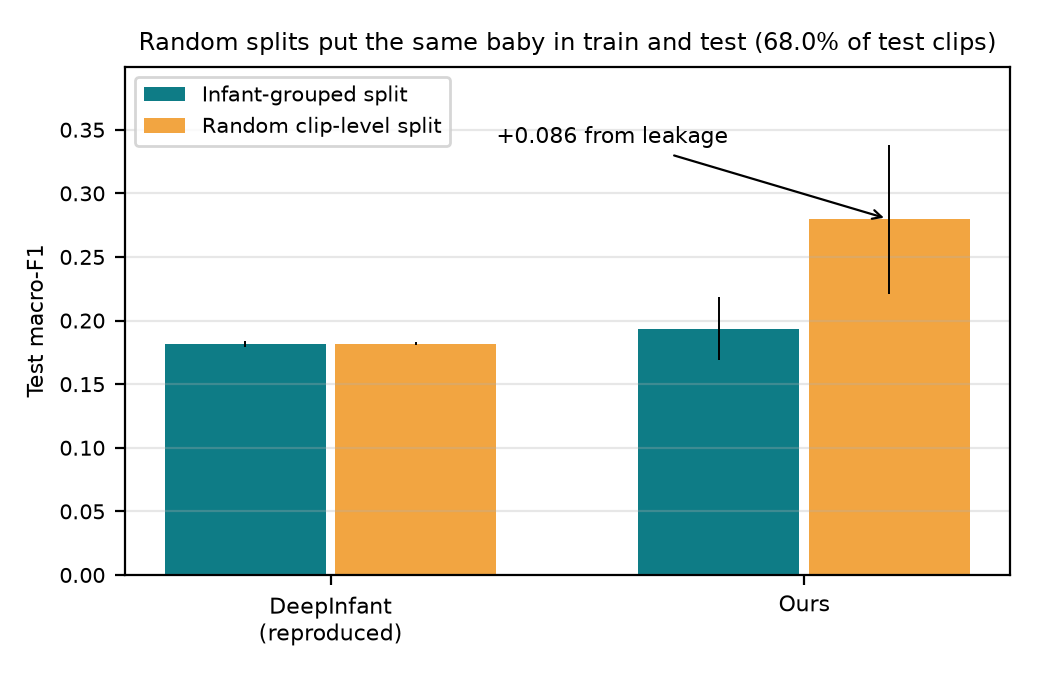 Random splits put the same baby in train and test (68.0% of test clips)
Infant-grouped split
Random clip-level split
+0.086 from leakage
Test macro-F1
0.35
0.30
0.25
0.20
0.15
0.10
0.05
0.00
DeepInfant
(reproduced)
Ours